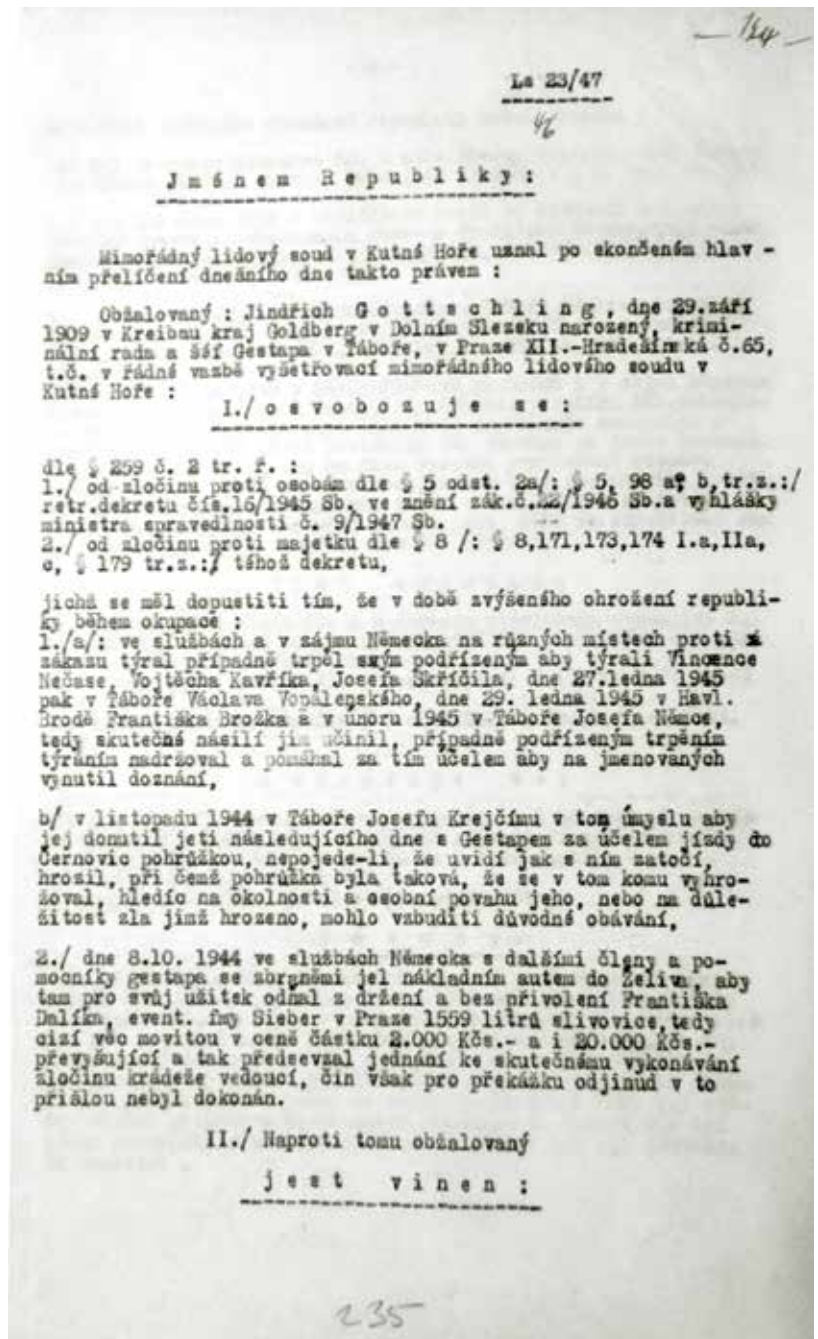 La 23/47
46
Jménem Republiky:
Mimořádný lidový soud v Kutné Hoře uznal po skončeném hlav -
ním přelíčení dnešního dne takto právem :
Obžalovaný : Jindřich Gottschling, dne 29.září
1909 v Kreibau kraj Goldberg v Dolním Slezsku narozený, krimi-
nální rada a šéf Gestapa v Táboře, v Praze XII.-Hradešínská č.65,
t.č. v řádné vazbě vyšetřovací mimořádného lidového soudu v
Kutné Hoře :
I./osvobozuje se:
dle § 259 č. 2 tr. ř. :
1./ od zločinu proti osobám dle § 5 odst. 2a/: § 5, 98 a, b,tr.z.:/
retr.dekretu čís.16/1945 Sb. ve znění zák.č.22/1946 Sb.a vyhlášky
ministra spravedlnosti č. 9/1947 Sb.
2./ od zločinu proti majetku dle § 8 /: § 8,171,173,174 I.a,IIa,
c, § 179 tr.z.:/ téhož dekretu,
jichž se měl dopustiti tím, že v době zvýšeného ohrožení republi-
ky během okupace :
1./a/: ve službách a v zájmu Německa na různých místech proti
zákazu týral případně trpěl svým podřízeným aby týrali Vincence
Nečase, Vojtěcha Kavříka, Josefa Skříčila, dne 27.ledna 1945
pak v Táboře Václava Vopálenského, dne 29. ledna 1945 v Havl.
Brodě Františka Brožka a v únoru 1945 v Táboře Josefa Němce,
tedy skutečné násilí jim učinil, případně podřízeným trpěním
týráním nadržoval a pomáhal za tím účelem aby na jmenovaných
vynutil doznání,
b/ v listopadu 1944 v Táboře Josefu Krejčímu v tom úmyslu aby
jej donutil jeti následujícího dne s Gestapem za účelem jízdy do
Černovic pohrůžkou, nepojede-li, že uvidí jak s ním zatočí,
hrozil, při čemž pohrůžka byla taková, že se v tom komu vyhro-
žoval, hledíc na okolnosti a osobní povahu jeho, nebo na důle-
žitost zla jímž hrozeno, mohlo vzbuditi důvodné obávání,
2./ dne 8.10. 1944 ve službách Německa s dalšími členy a po-
mocníky gestapa se zbraněmi jel nákladním autem do Želiva, aby
tam pro svůj užitek odňal z držení a bez přivolení Františka
Dalíka, event. fmy Sieber v Praze 1559 litrů slivovice,tedy
cizí věc movitou v ceně částku 2.000 Kčs.- a i 20.000 Kčs.-
převyšující a tak předsevzal jednání ke skutečnému vykonávání
zločinu krádeže vedoucí, čin však pro překážku odjinud v to
přišlou nebyl dokonán.
II./ Naproti tomu obžalovaný
jest vinen :
235